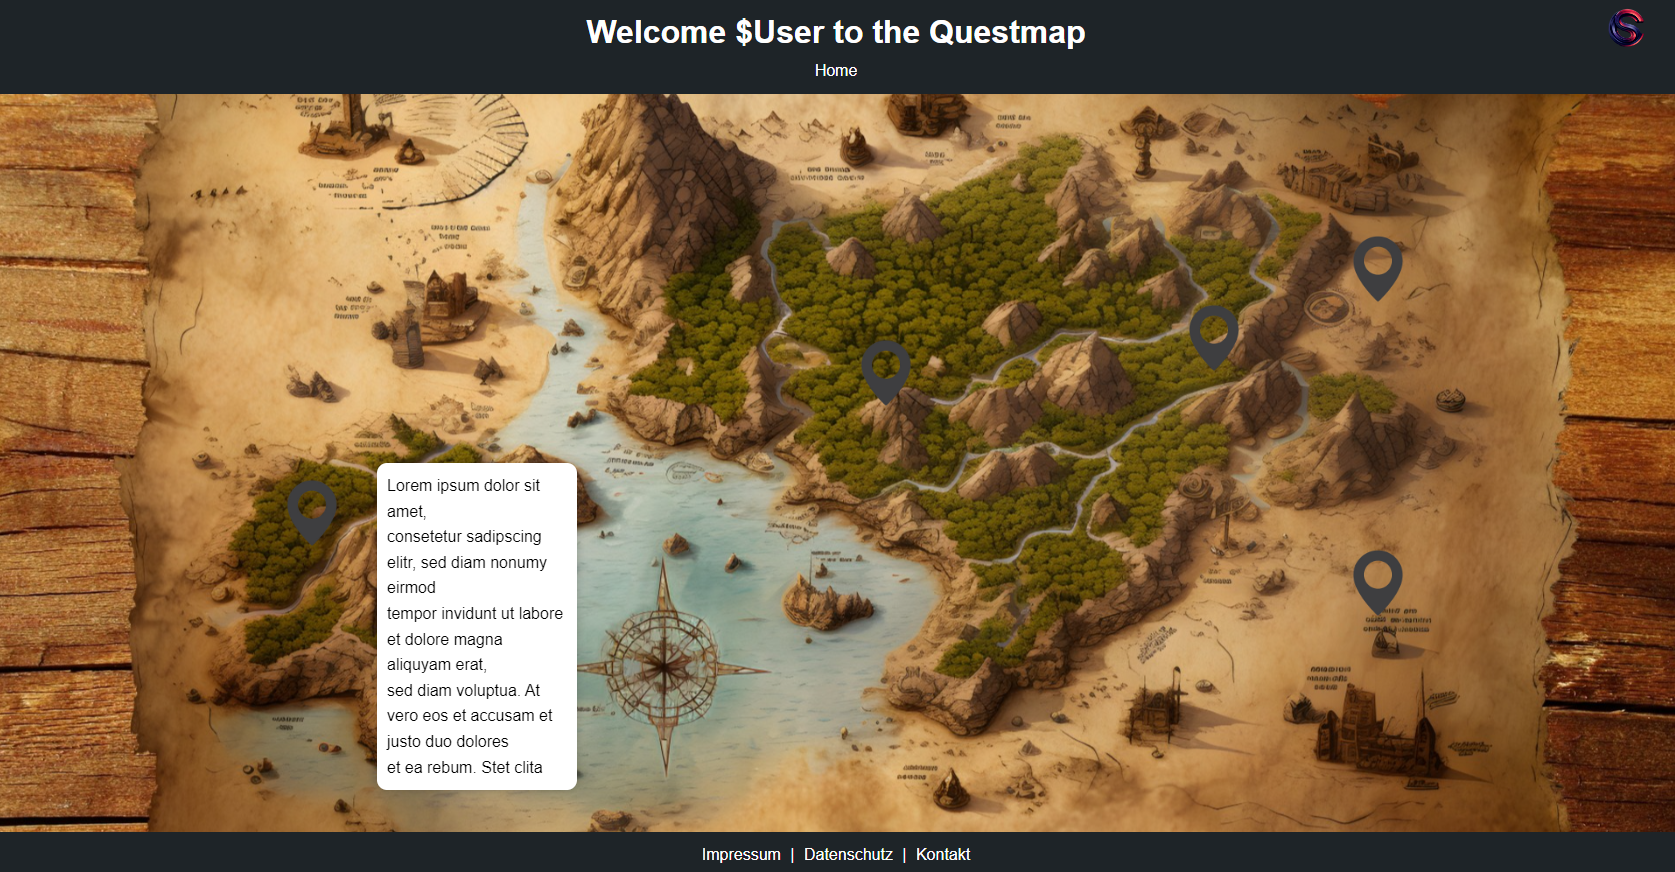 Welcome $User to the Questmap
Home
Lorem ipsum dolor sit
amet,
consetetur sadipscing
elitr, sed diam nonumy
eirmod
tempor invidunt ut labore
et dolore magna
aliquyam erat,
sed diam voluptua. At
vero eos et accusam et
justo duo dolores
et ea rebum. Stet clita
Impressum | Datenschutz | Kontakt